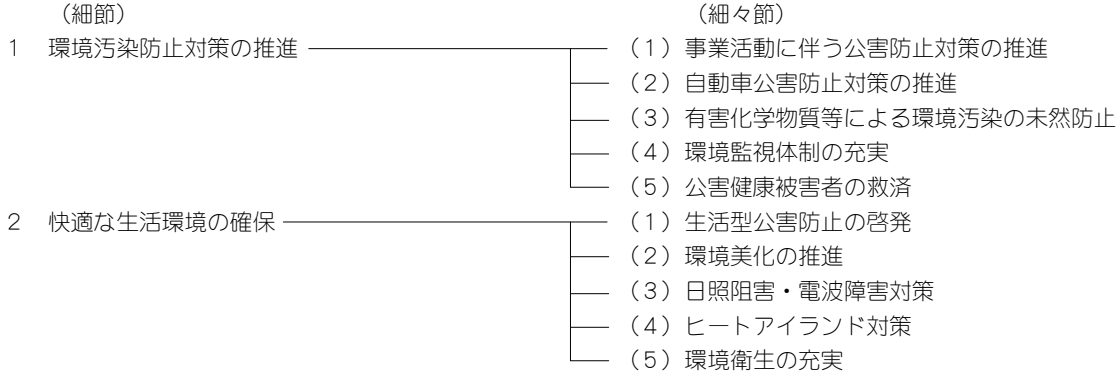 （細節） （細々節）
１ 環境汚染防止対策の推進 （１）事業活動に伴う公害防止対策の推進
（２）自動車公害防止対策の推進
（３）有害化学物質等による環境汚染の未然防止
（４）環境監視体制の充実
（５）公害健康被害者の救済
２ 快適な生活環境の確保 （１）生活型公害防止の啓発
（２）環境美化の推進
（３）日照阻害・電波障害対策
（４）ヒートアイランド対策
（５）環境衛生の充実